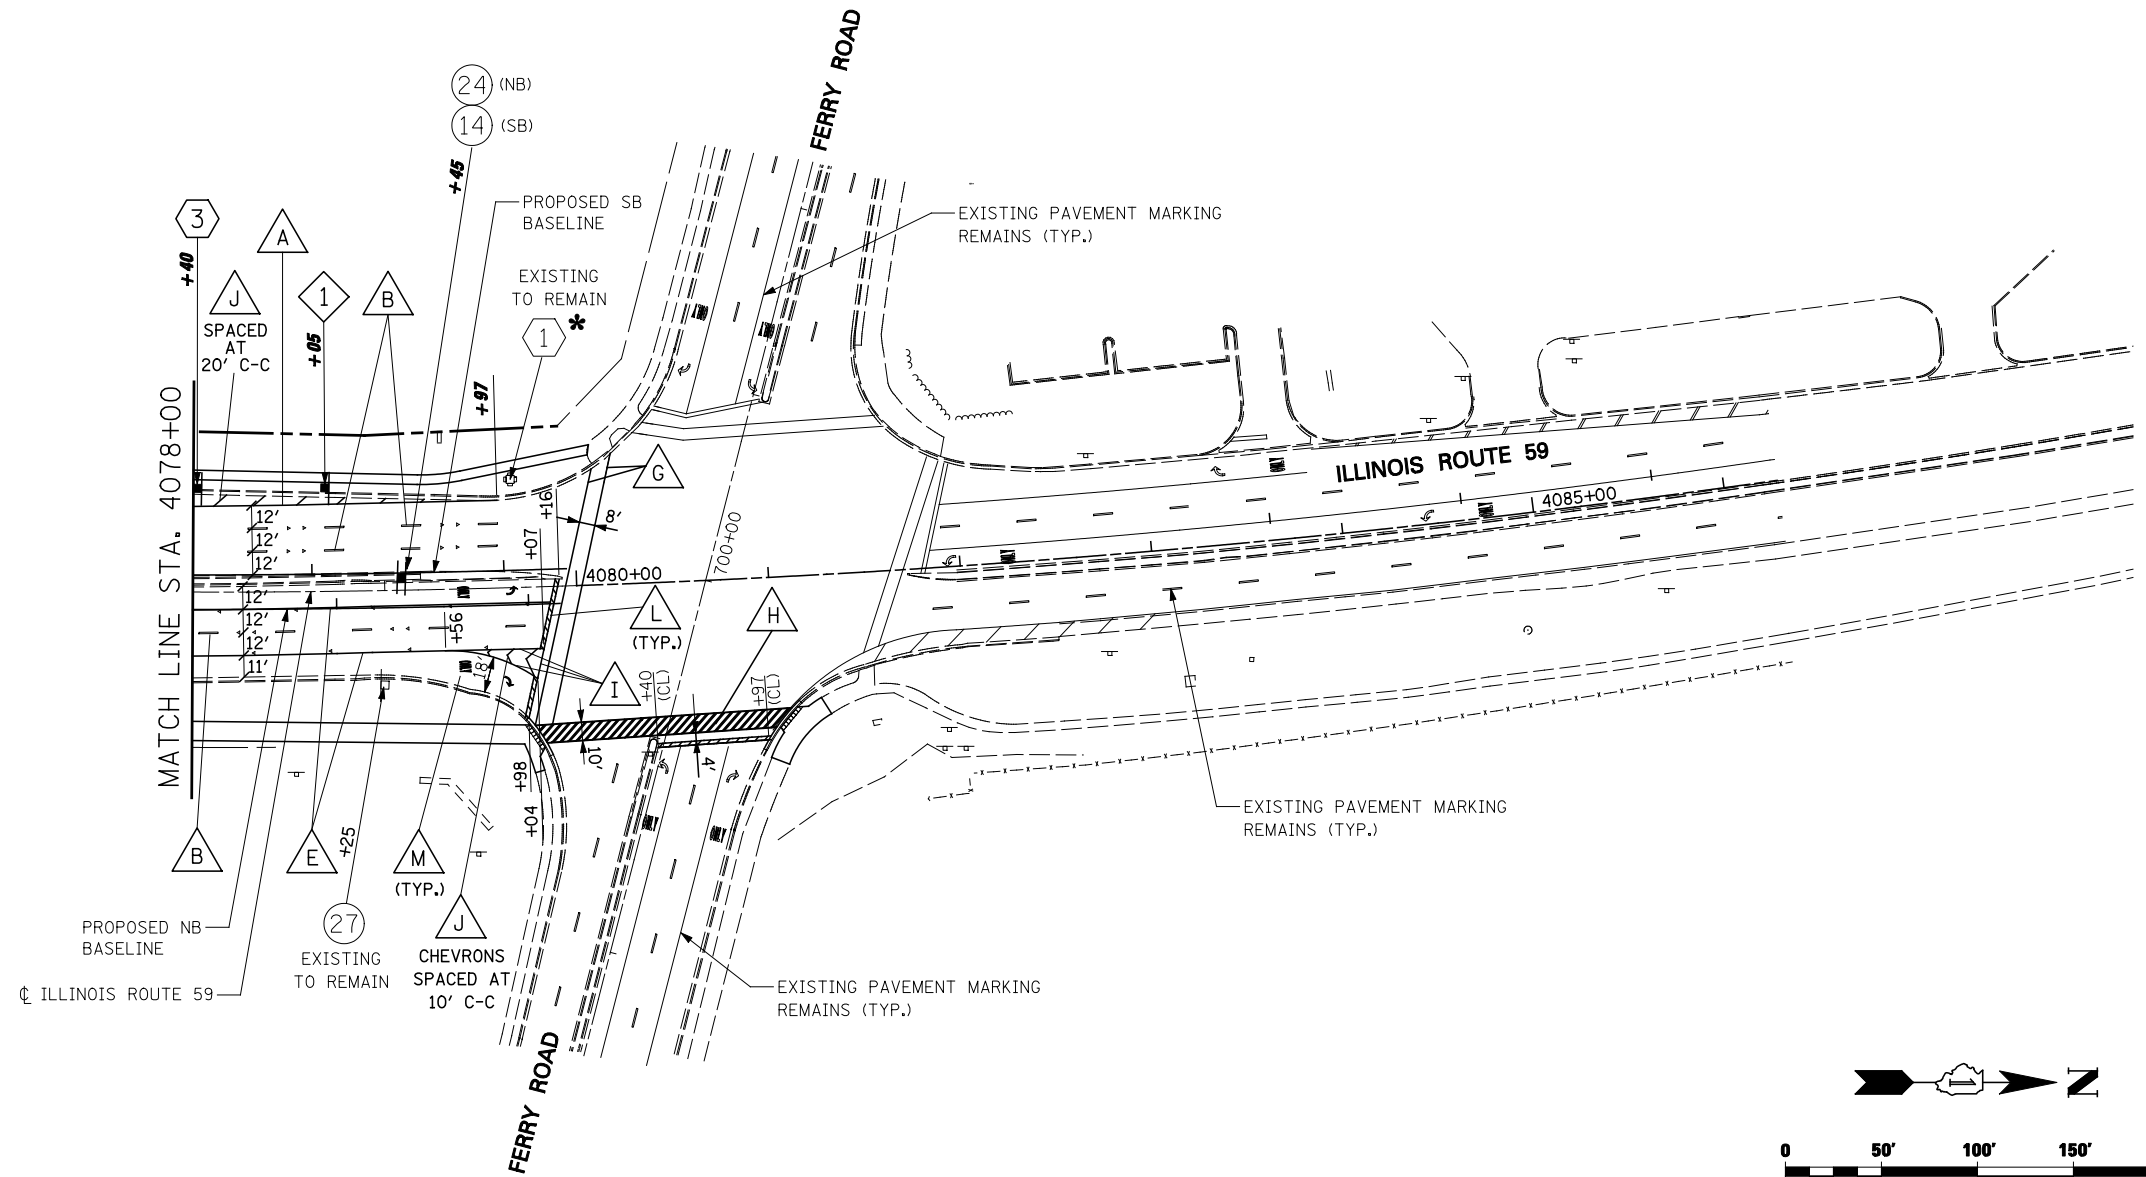 FERRY ROAD
24 (NB)
14 (SB)
+45
3
+40
A
PROPOSED SB
BASELINE
EXISTING PAVEMENT MARKING
REMAINS (TYP.)
J
SPACED
AT
20' C-C
1
+05
B
EXISTING
TO REMAIN
1 *
+97
MATCH LINE STA. 4078+00
G
ILLINOIS ROUTE 59
4085+00
+16
8'
+07
700+00
12'
12'
12'
4080+00
12'
12'
12'
11'
+56
18'
L
(TYP.)
H
I
+40
(CL)
+97
(CL)
10'
4'
+98
+04
EXISTING PAVEMENT MARKING
REMAINS (TYP.)
B
E
+25
M
(TYP.)
J
CHEVRONS
SPACED AT
10' C-C
27
EXISTING
TO REMAIN
PROPOSED NB
BASELINE
℄ ILLINOIS ROUTE 59
EXISTING PAVEMENT MARKING
REMAINS (TYP.)
FERRY ROAD
N
0 50' 100' 150'